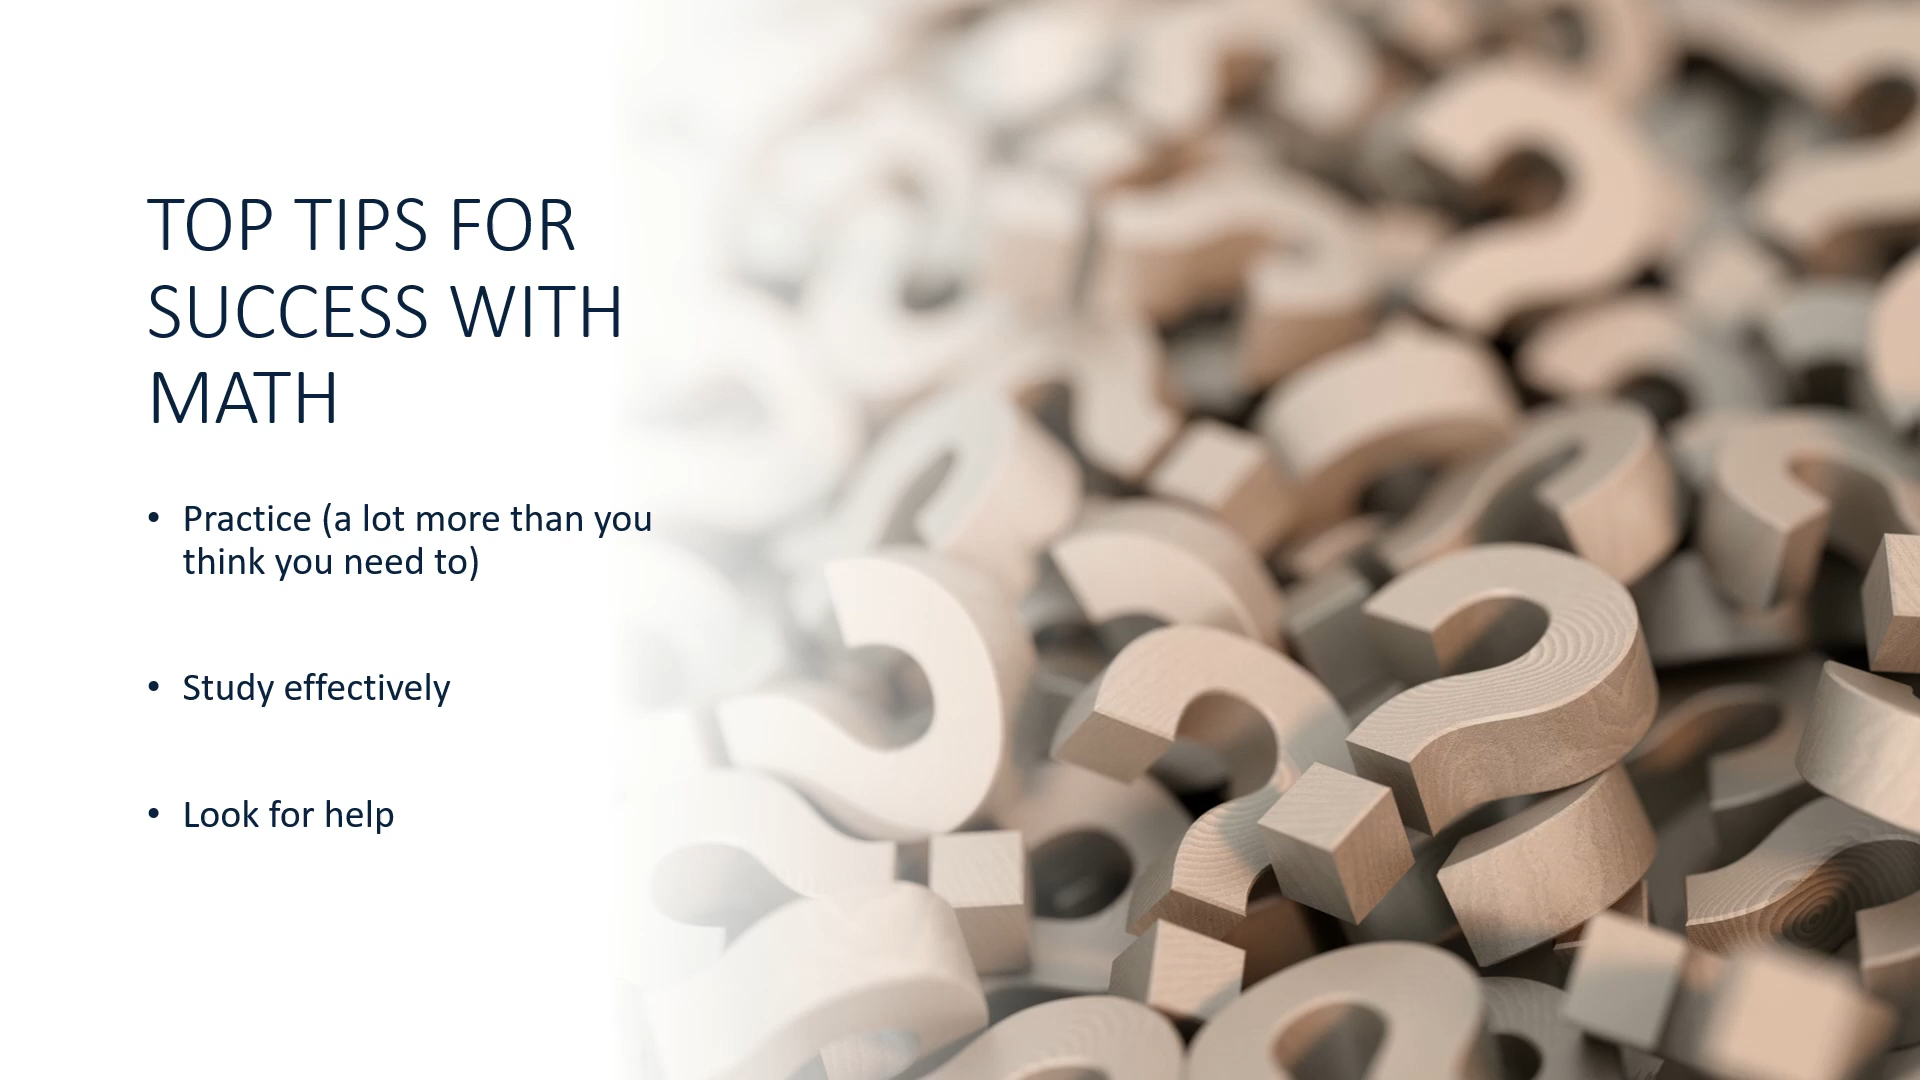 TOP TIPS FOR
SUCCESS WITH
MATH
• Practice (a lot more than you
think you need to)
• Study effectively
• Look for help